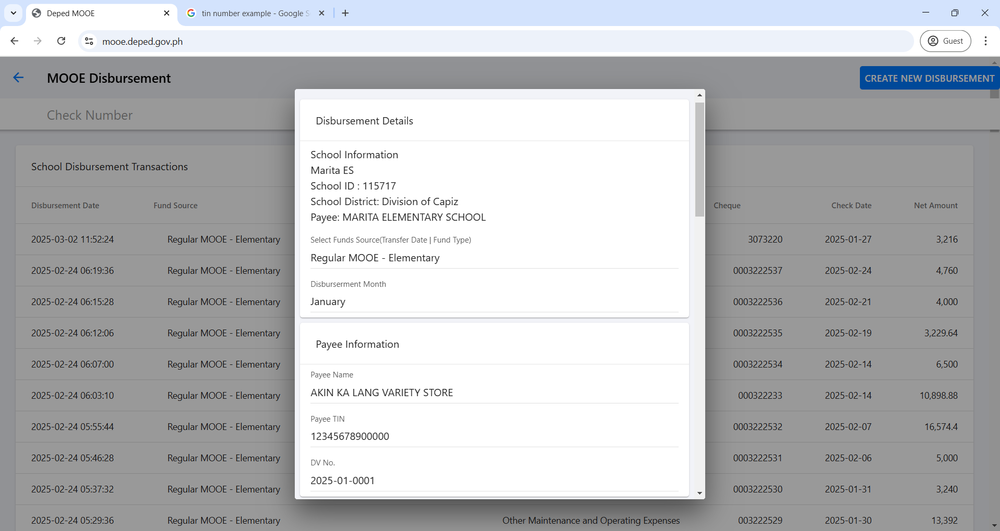 Deped MOOE
tin number example - Google S
mooe.deped.gov.ph
Guest
MOOE Disbursement
CREATE NEW DISBURSEMENT
Check Number
School Disbursement Transactions
Disbursement Date Fund Source Cheque Check Date Net Amount
2025-03-02 11:52:24 Regular MOOE - Elementary 3073220 2025-01-27 3,216
2025-02-24 06:19:36 Regular MOOE - Elementary 0003222537 2025-02-24 4,760
2025-02-24 06:15:28 Regular MOOE - Elementary 0003222536 2025-02-21 4,000
2025-02-24 06:12:06 Regular MOOE - Elementary 0003222535 2025-02-19 3,229.64
2025-02-24 06:07:00 Regular MOOE - Elementary 0003222534 2025-02-14 6,500
2025-02-24 06:03:10 Regular MOOE - Elementary 000322233 2025-02-14 10,898.88
2025-02-24 05:55:44 Regular MOOE - Elementary 0003222532 2025-02-07 16,574.4
2025-02-24 05:46:28 Regular MOOE - Elementary 0003222531 2025-02-06 5,000
2025-02-24 05:37:32 Regular MOOE - Elementary 0003222530 2025-01-31 3,240
2025-02-24 05:29:36 Regular MOOE - Elementary Other Maintenance and Operating Expenses 003222529 2025-01-30 13,392
Disbursement Details
School Information
Marita ES
School ID : 115717
School District: Division of Capiz
Payee: MARITA ELEMENTARY SCHOOL
Select Funds Source(Transfer Date | Fund Type)
Regular MOOE - Elementary
Disburserment Month
January
Payee Information
Payee Name
AKIN KA LANG VARIETY STORE
Payee TIN
12345678900000
DV No.
2025-01-0001